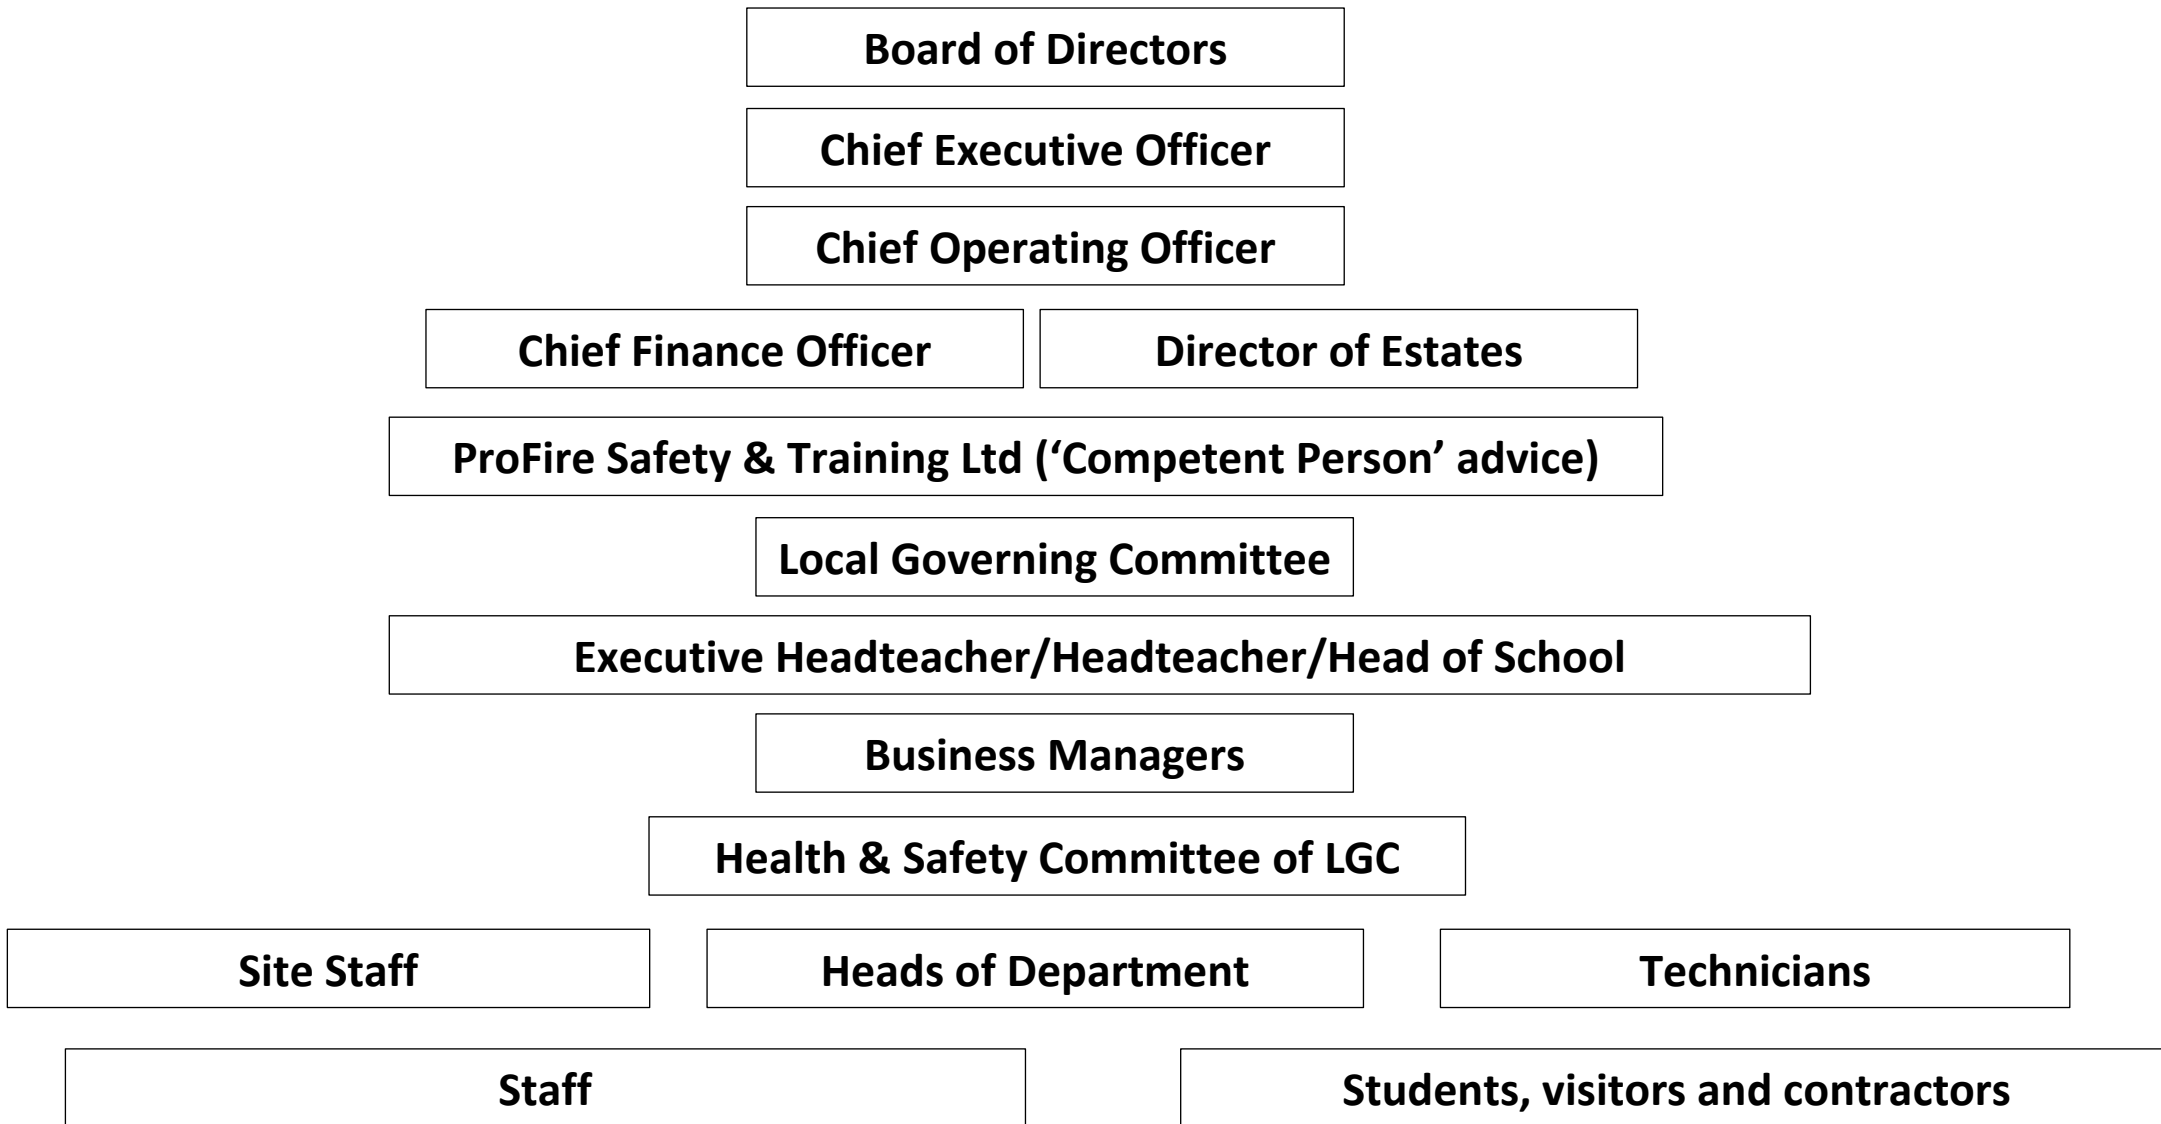 Board of Directors
Chief Executive Officer
Chief Operating Officer
Chief Finance Officer
Director of Estates
ProFire Safety & Training Ltd (‘Competent Person’ advice)
Local Governing Committee
Executive Headteacher/Headteacher/Head of School
Business Managers
Health & Safety Committee of LGC
Site Staff
Heads of Department
Technicians
Staff
Students, visitors and contractors